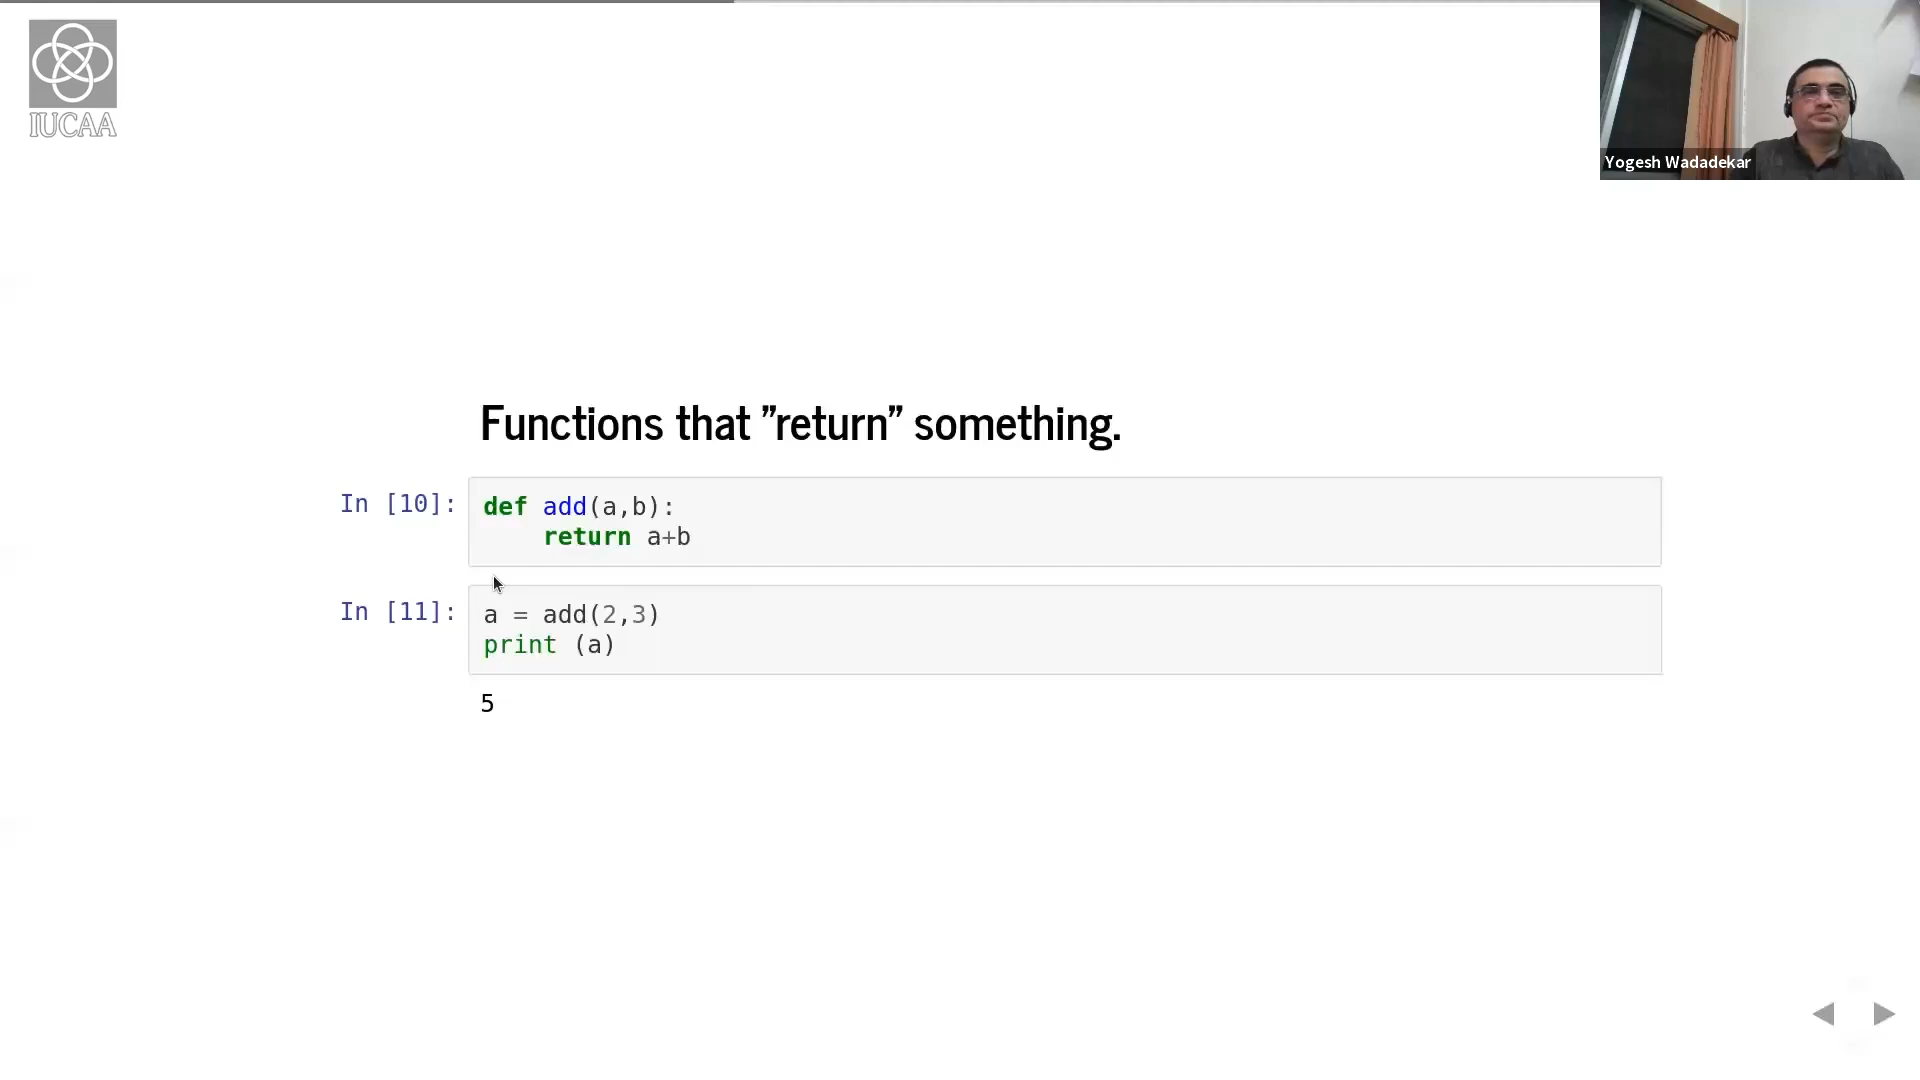 IUCAA
Yogesh Wadadekar
Functions that "return" something.
In [10]:
def add(a,b):
    return a+b
In [11]:
a = add(2,3)
print (a)
5